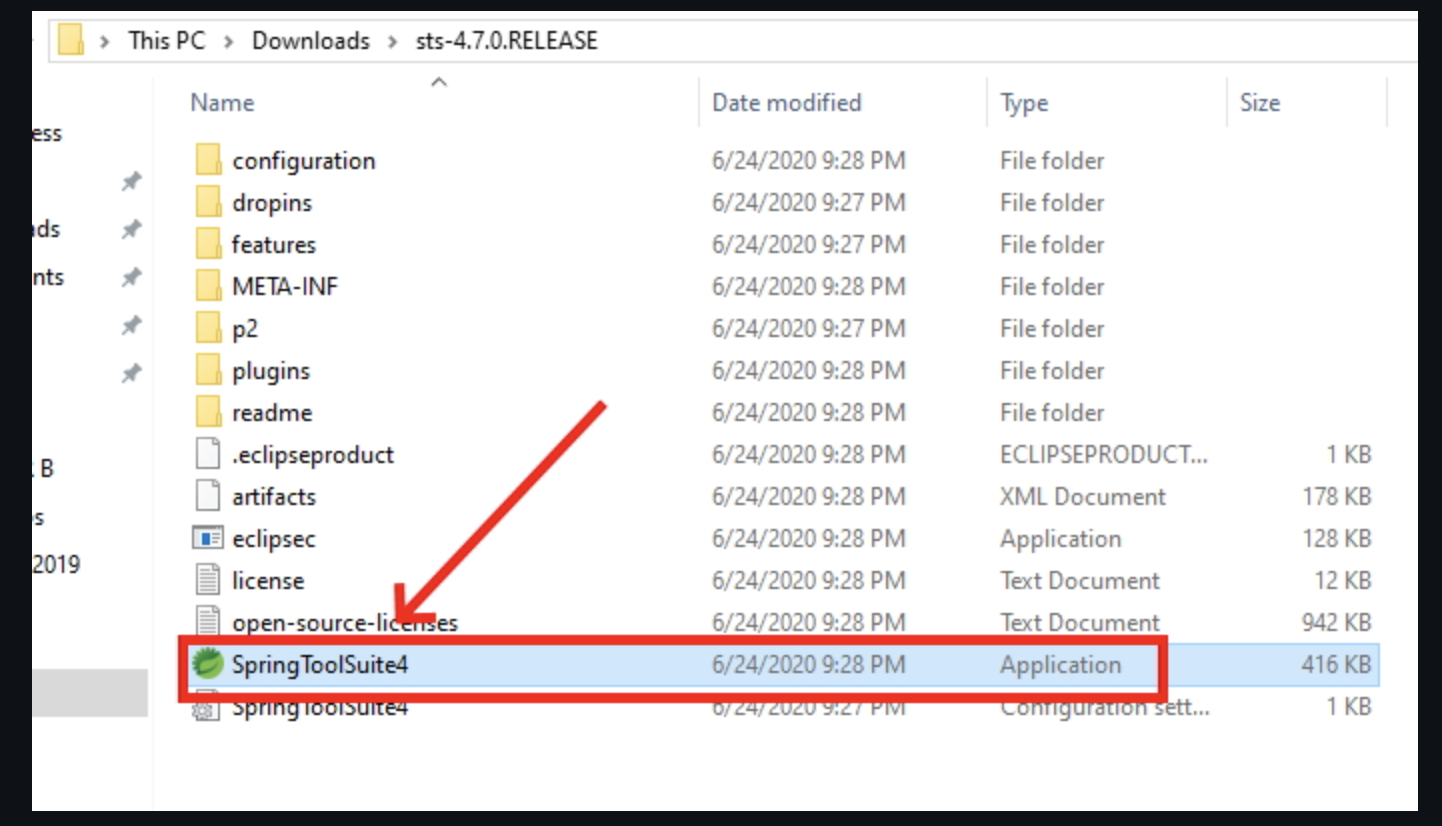 This PC > Downloads > sts-4.7.0.RELEASE
Name Date modified Type Size
ess
configuration 6/24/2020 9:28 PM File folder
dropins 6/24/2020 9:27 PM File folder
ads
features 6/24/2020 9:27 PM File folder
nts
META-INF 6/24/2020 9:28 PM File folder
p2 6/24/2020 9:27 PM File folder
plugins 6/24/2020 9:28 PM File folder
readme 6/24/2020 9:28 PM File folder
.eclipseproduct 6/24/2020 9:28 PM ECLIPSEPRODUCT... 1 KB
B
artifacts 6/24/2020 9:28 PM XML Document 178 KB
s
eclipsec 6/24/2020 9:28 PM Application 128 KB
2019
license 6/24/2020 9:28 PM Text Document 12 KB
open-source-licenses 6/24/2020 9:28 PM Text Document 942 KB
SpringToolSuite4 6/24/2020 9:28 PM Application 416 KB
SpringToolSuite4 6/24/2020 9:27 PM Configuration sett... 1 KB